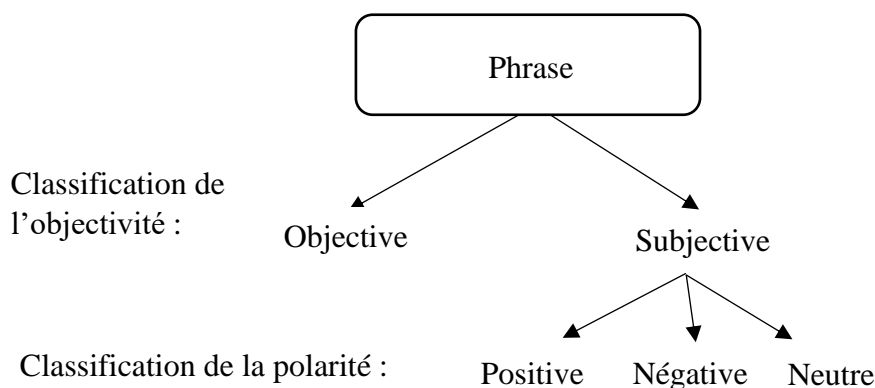 Phrase
Classification de
l’objectivité :
Objective
Subjective
Classification de la polarité :
Positive
Négative
Neutre